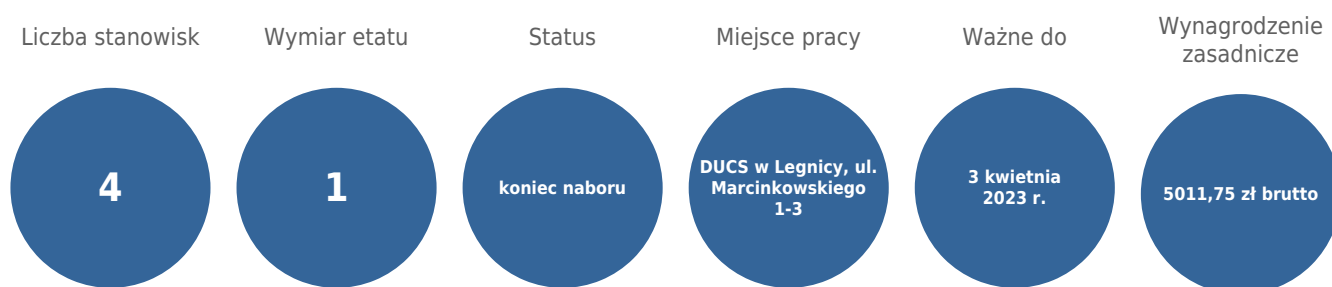 Liczba stanowisk
4
Wymiar etatu
1
Status
koniec naboru
Miejsce pracy
DUCS w Legnicy, ul.
Marcinkowskiego
1-3
Ważne do
3 kwietnia
2023 r.
Wynagrodzenie
zasadnicze
5011,75 zł brutto